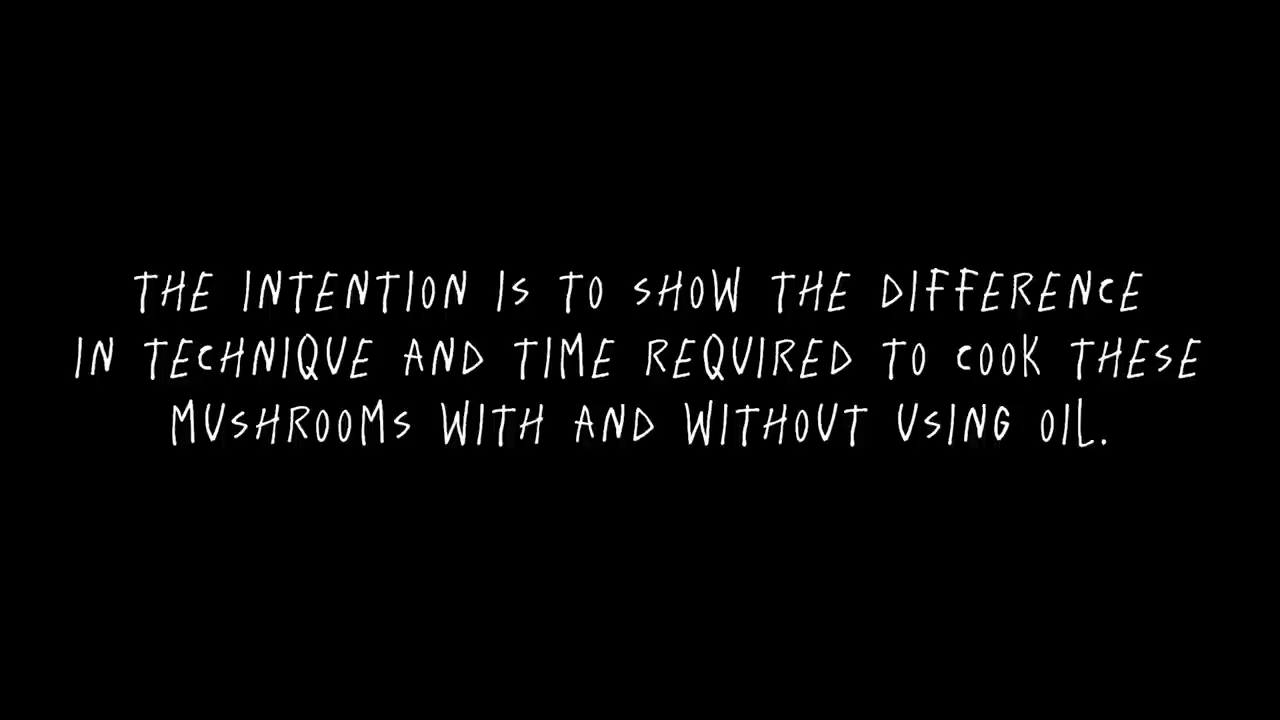 THE INTENTION IS TO SHOW THE DIFFERENCE
IN TECHNIQUE AND TIME REQUIRED TO COOK THESE
MUSHROOMS WITH AND WITHOUT USING OIL.